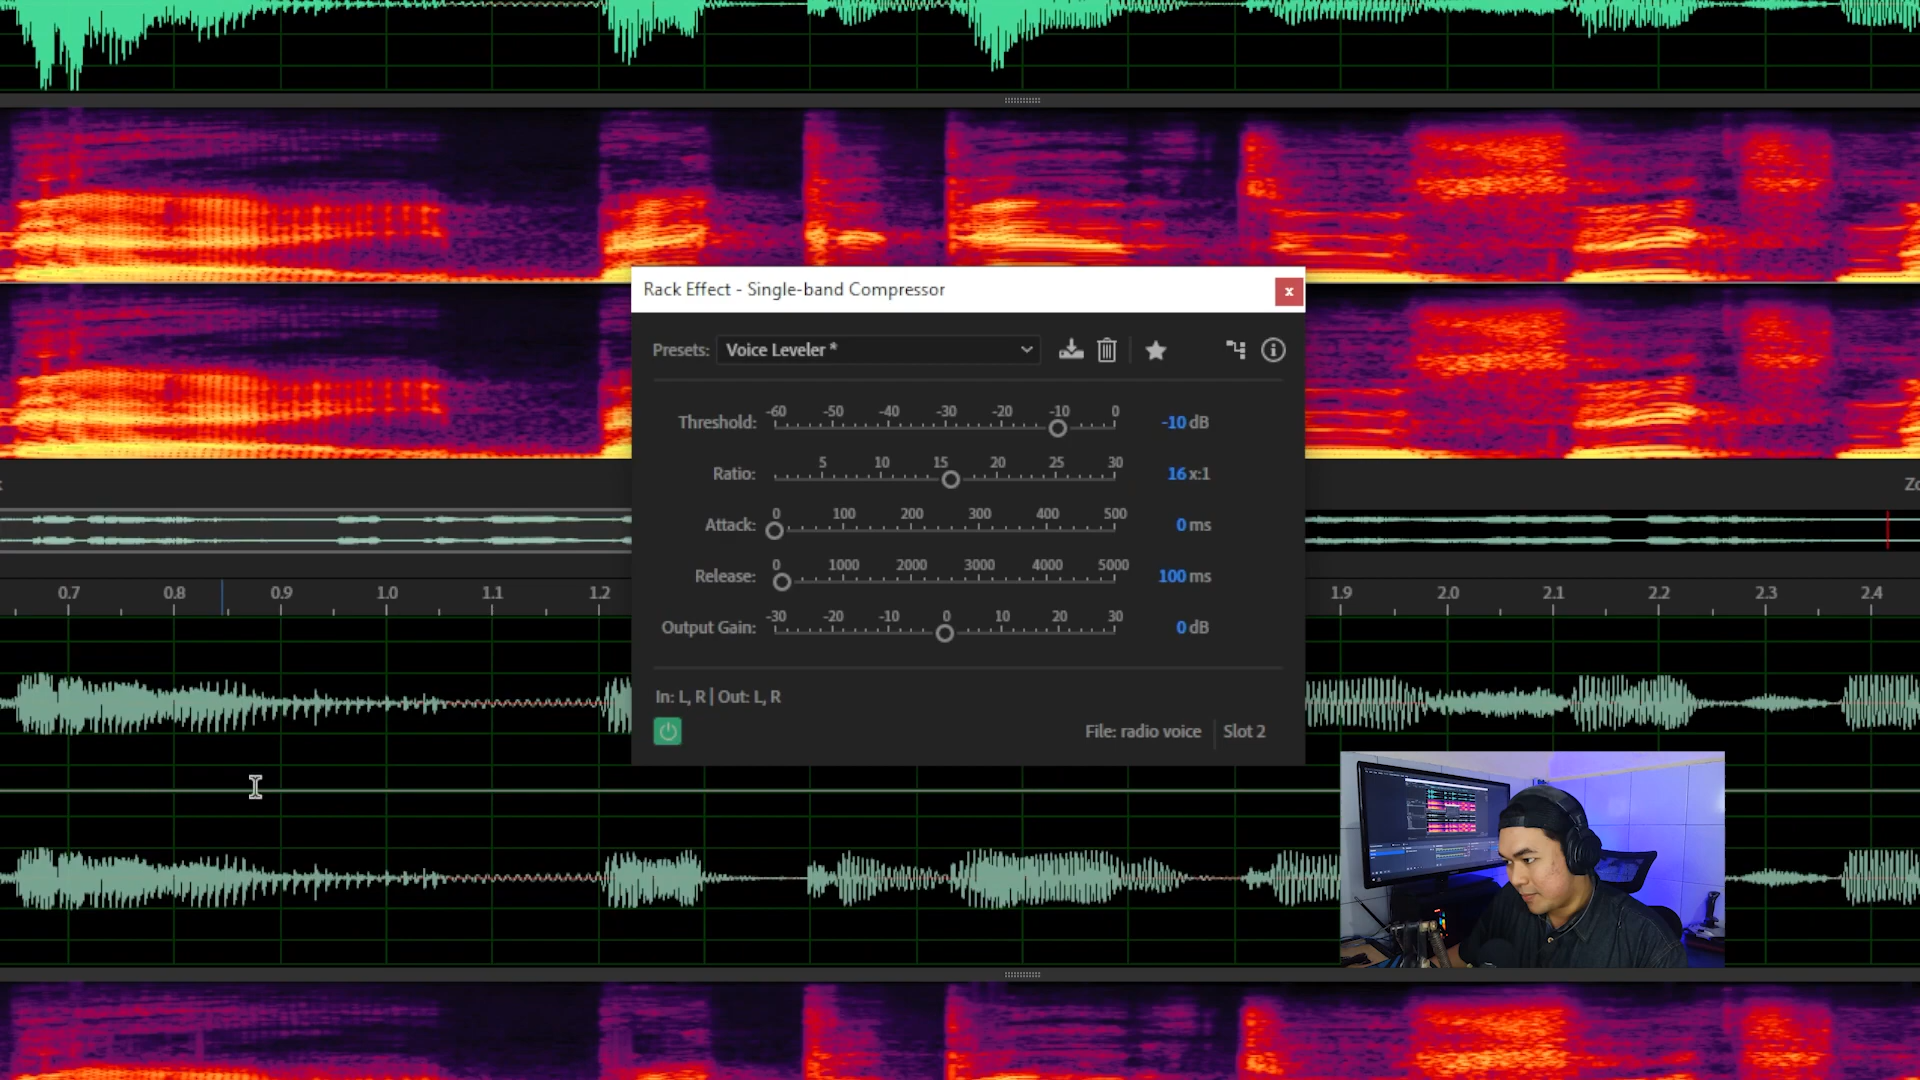 Rack Effect - Single-band Compressor
x
Presets: Voice Leveler *
Threshold: -60 -50 -40 -30 -20 -10 0 -10 dB
Ratio: 5 10 15 20 25 30 16 x:1
Attack: 0 100 200 300 400 500 0 ms
Release: 0 1000 2000 3000 4000 5000 100 ms
Output Gain: -30 -20 -10 0 10 20 30 0 dB
In: L, R | Out: L, R
File: radio voice Slot 2
0.7 0.8 0.9 1.0 1.1 1.2 1.9 2.0 2.1 2.2 2.3 2.4